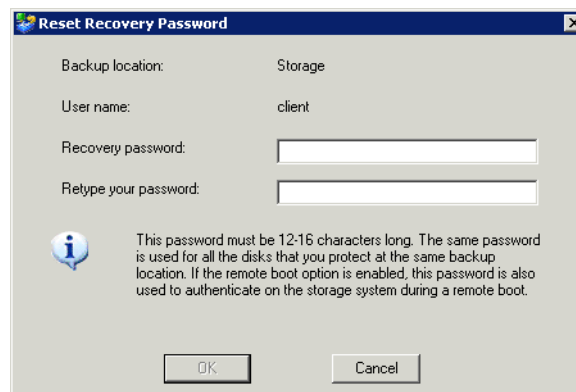 Reset Recovery Password
Backup location: Storage
User name: client
Recovery password:
Retype your password:
This password must be 12-16 characters long. The same password
is used for all the disks that you protect at the same backup
location. If the remote boot option is enabled, this password is also
used to authenticate on the storage system during a remote boot.
OK Cancel